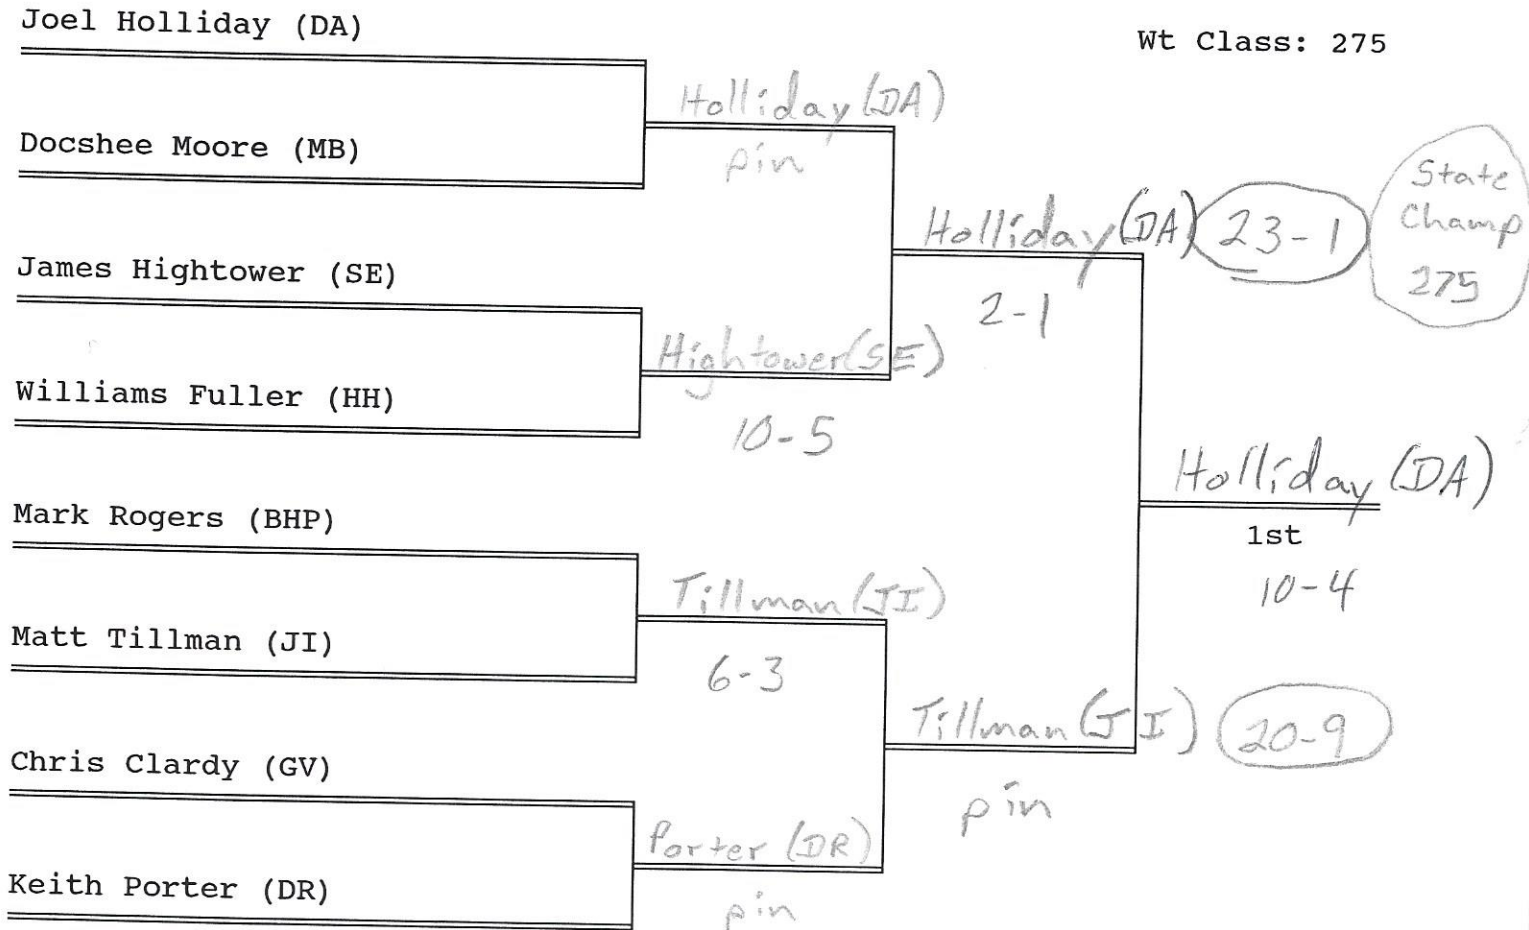 Joel Holliday (DA)
Wt Class: 275
Holliday (DA)
Docshee Moore (MB)
pin
State
Champ
275
Holliday (DA) 23-1
James Hightower (SE)
2-1
Hightower (SE)
Williams Fuller (HH)
10-5
Holliday (DA)
Mark Rogers (BHP)
1st
10-4
Tillman (JI)
Matt Tillman (JI)
6-3
Tillman (JI) 20-9
Chris Clardy (GV)
pin
Porter (DR)
Keith Porter (DR)
pin